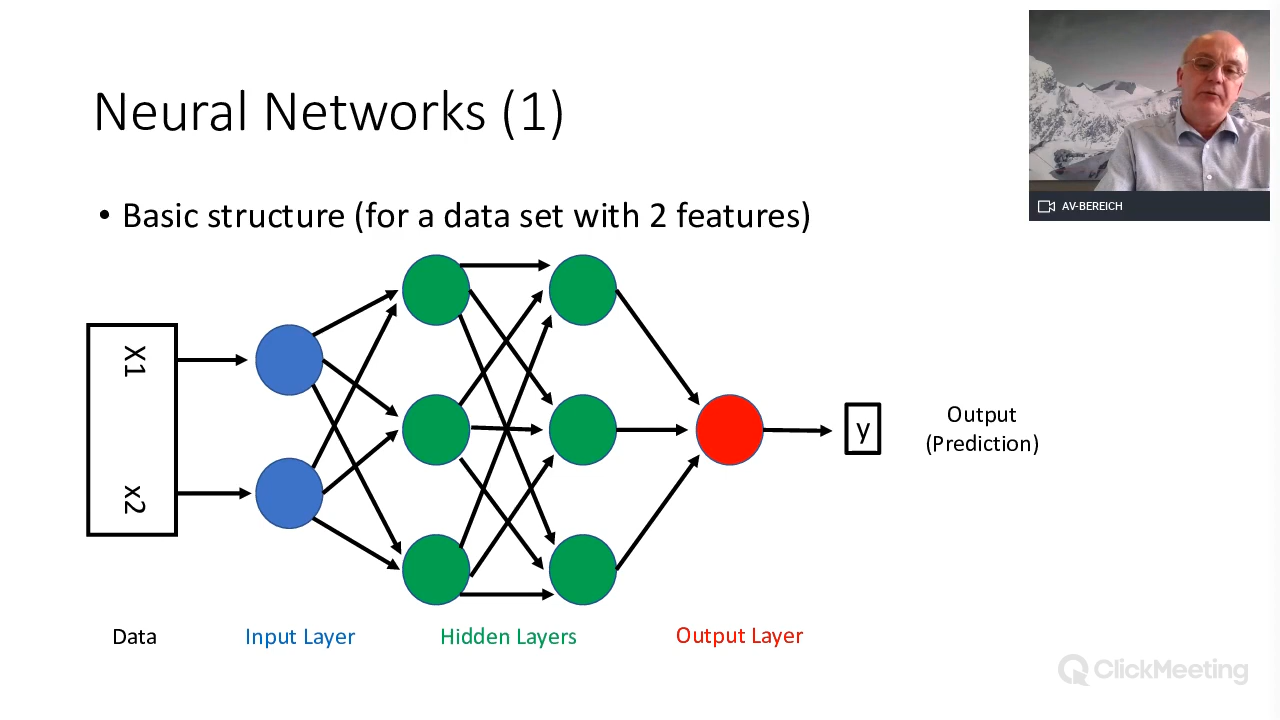 Neural Networks (1)
• Basic structure (for a data set with 2 features)
X1
x2
y
Output
(Prediction)
Data
Input Layer
Hidden Layers
Output Layer
AV-BEREICH
ClickMeeting